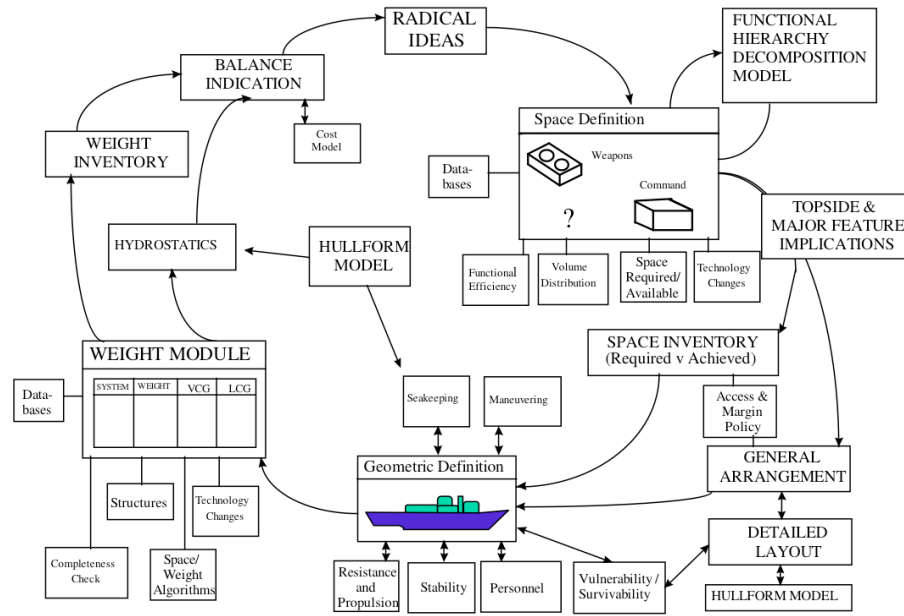 RADICAL
IDEAS
FUNCTIONAL
HIERARCHY
DECOMPOSITION
MODEL
BALANCE
INDICATION
Cost
Model
WEIGHT
INVENTORY
Space Definition
Weapons
Command
?
Data-
bases
TOPSIDE &
MAJOR FEATURE
IMPLICATIONS
HYDROSTATICS
HULLFORM
MODEL
Functional
Efficiency
Volume
Distribution
Space
Required/
Available
Technology
Changes
SPACE INVENTORY
(Required v Achieved)
WEIGHT MODULE
SYSTEM
WEIGHT
VCG
LCG
Data-
bases
Seakeeping
Maneuvering
Access &
Margin
Policy
Geometric Definition
GENERAL
ARRANGEMENT
Structures
Technology
Changes
Completeness
Check
Space/
Weight
Algorithms
Resistance
and
Propulsion
Stability
Personnel
Vulnerability /
Survivability
DETAILED
LAYOUT
HULLFORM MODEL